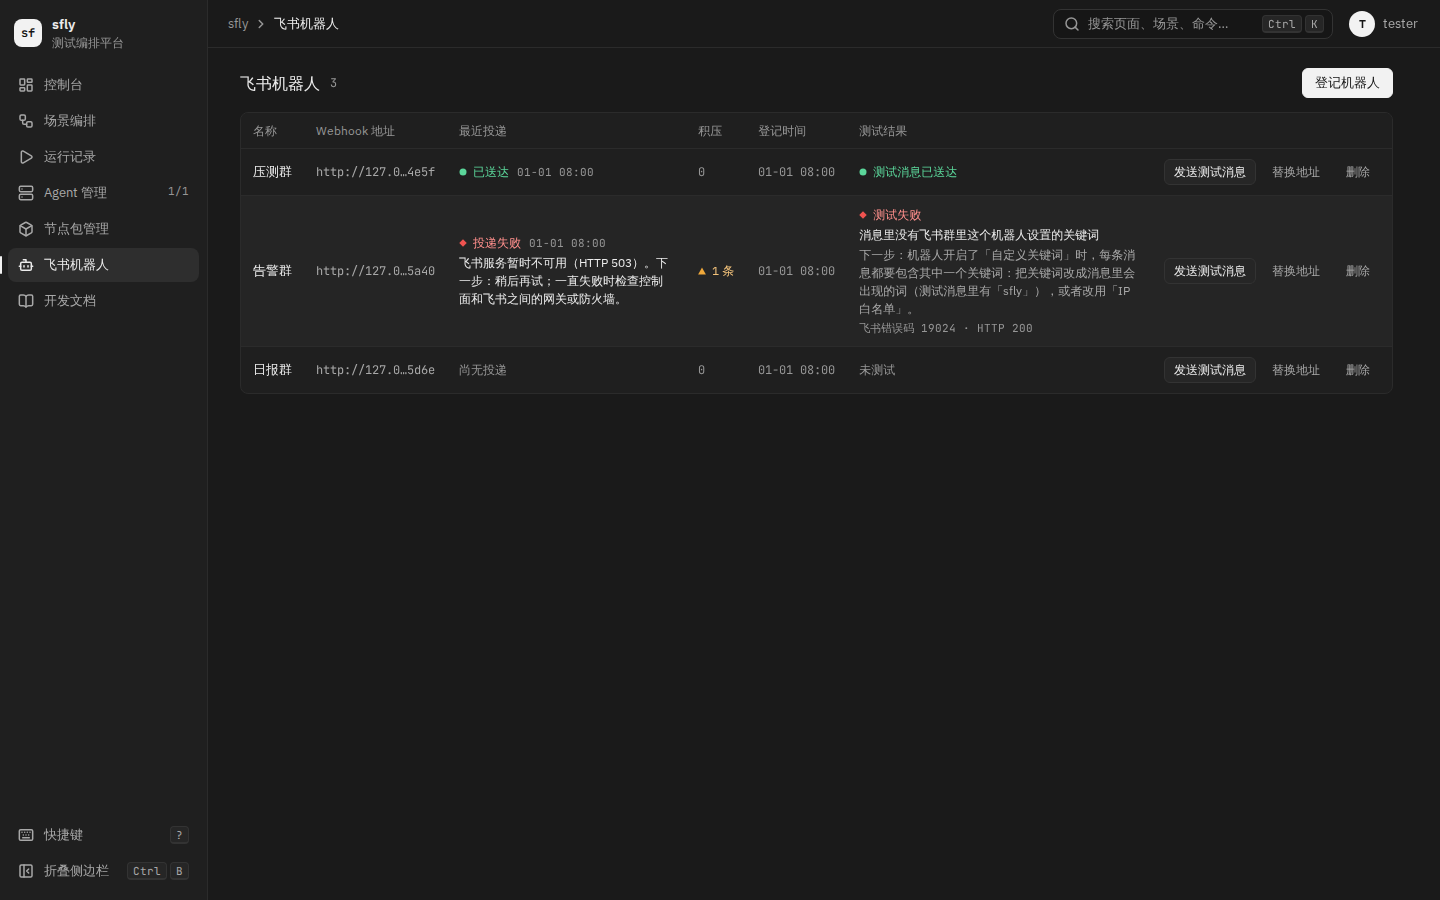 sf
sfly
测试编排平台
控制台
场景编排
运行记录
Agent 管理 1/1
节点包管理
飞书机器人
开发文档
快捷键 ?
折叠侧边栏 Ctrl B
sfly > 飞书机器人
搜索页面、场景、命令... Ctrl K
T tester
飞书机器人 3
登记机器人
名称 Webhook 地址 最近投递 积压 登记时间 测试结果
压测群 http://127.0…4e5f 已送达 01-01 08:00 0 01-01 08:00 测试消息已送达 发送测试消息 替换地址 删除
告警群 http://127.0…5a40
投递失败 01-01 08:00
飞书服务暂时不可用（HTTP 503）。下
一步：稍后再试；一直失败时检查控制
面和飞书之间的网关或防火墙。
1 条 01-01 08:00
测试失败
消息里没有飞书群里这个机器人设置的关键词
下一步：机器人开启了「自定义关键词」时，每条消
息都要包含其中一个关键词：把关键词改成消息里会
出现的词（测试消息里有「sfly」），或者改用「IP
白名单」。
飞书错误码 19024 · HTTP 200
发送测试消息 替换地址 删除
日报群 http://127.0…5d6e 尚无投递 0 01-01 08:00 未测试 发送测试消息 替换地址 删除